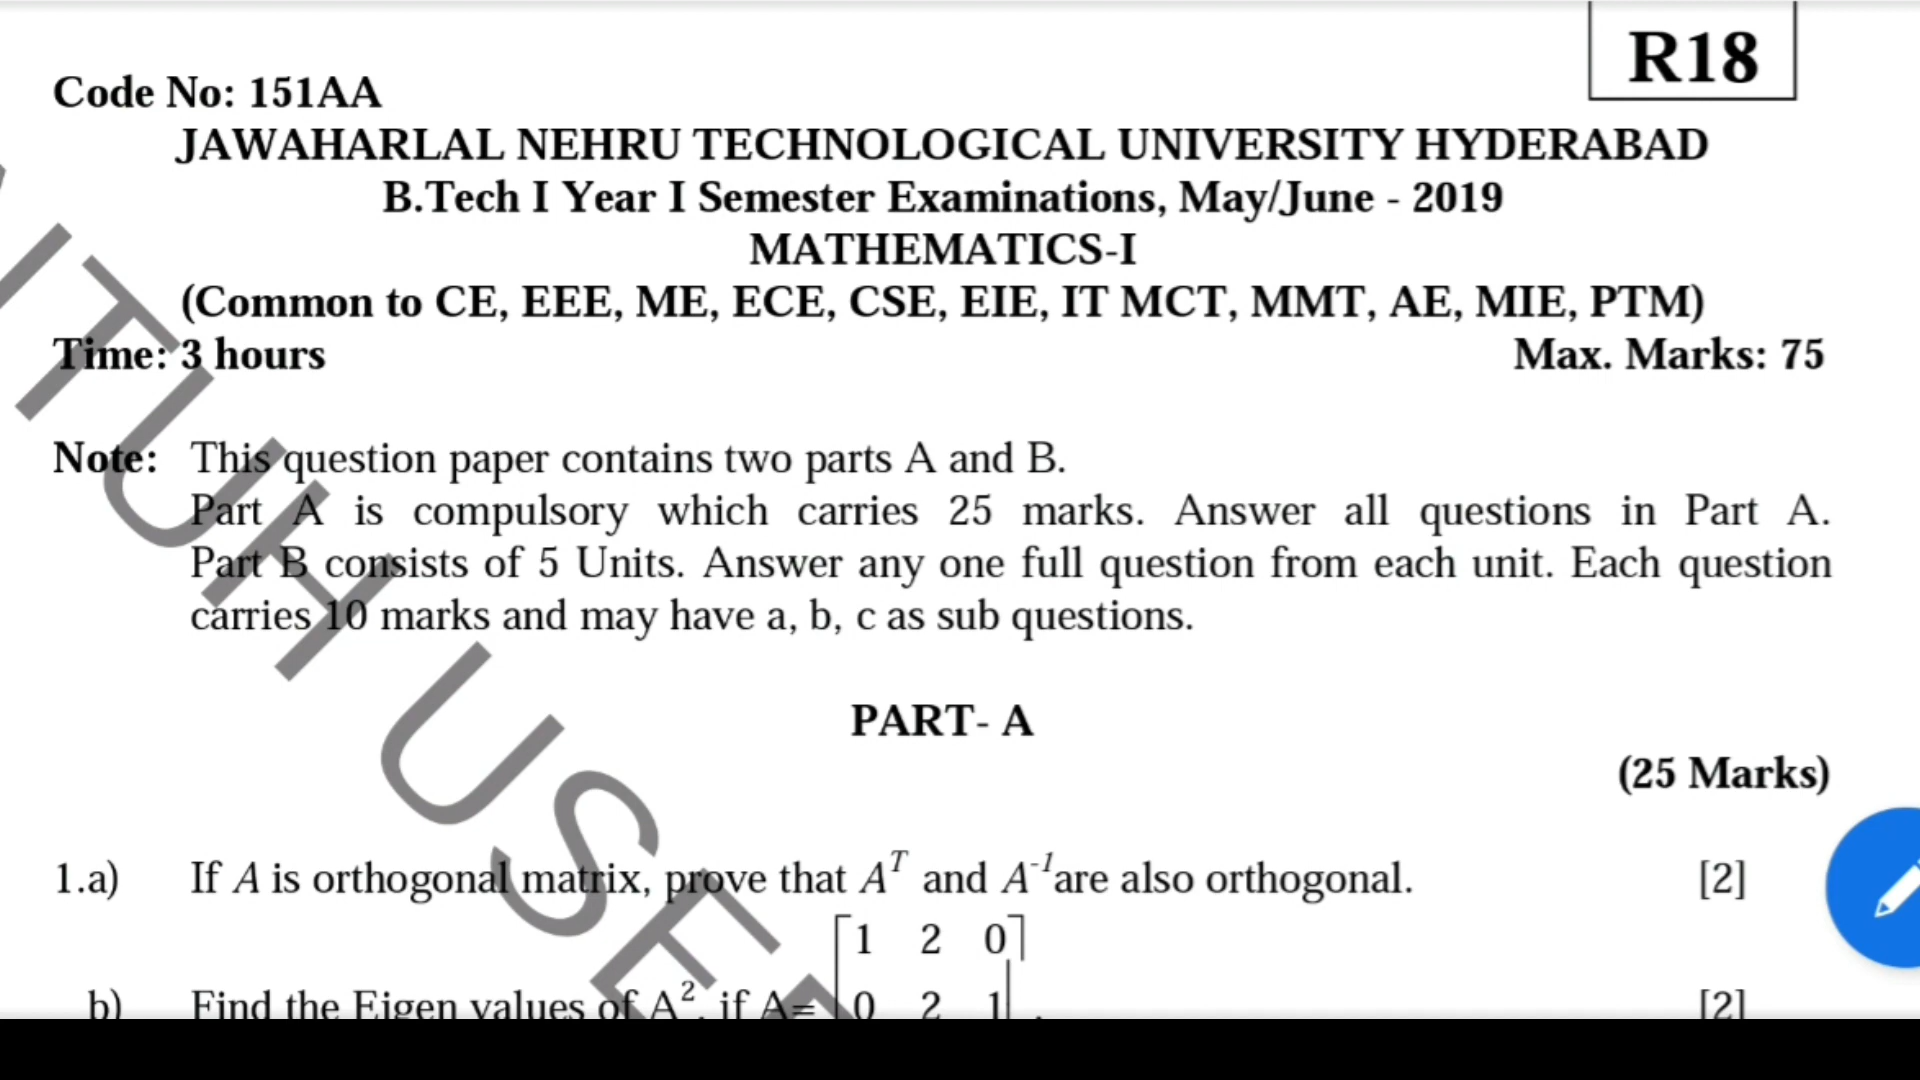 R18
Code No: 151AA
JAWAHARLAL NEHRU TECHNOLOGICAL UNIVERSITY HYDERABAD
B.Tech I Year I Semester Examinations, May/June - 2019
MATHEMATICS-I
(Common to CE, EEE, ME, ECE, CSE, EIE, IT MCT, MMT, AE, MIE, PTM)
Time: 3 hours Max. Marks: 75
Note: This question paper contains two parts A and B.
Part A is compulsory which carries 25 marks. Answer all questions in Part A.
Part B consists of 5 Units. Answer any one full question from each unit. Each question
carries 10 marks and may have a, b, c as sub questions.
PART- A
(25 Marks)
1.a) If A is orthogonal matrix, prove that Aᵀ and A⁻¹are also orthogonal. [2]
1 2 0
b) Find the Eigen values of A², if A= 0 2 1 . [2]
NTUH USE